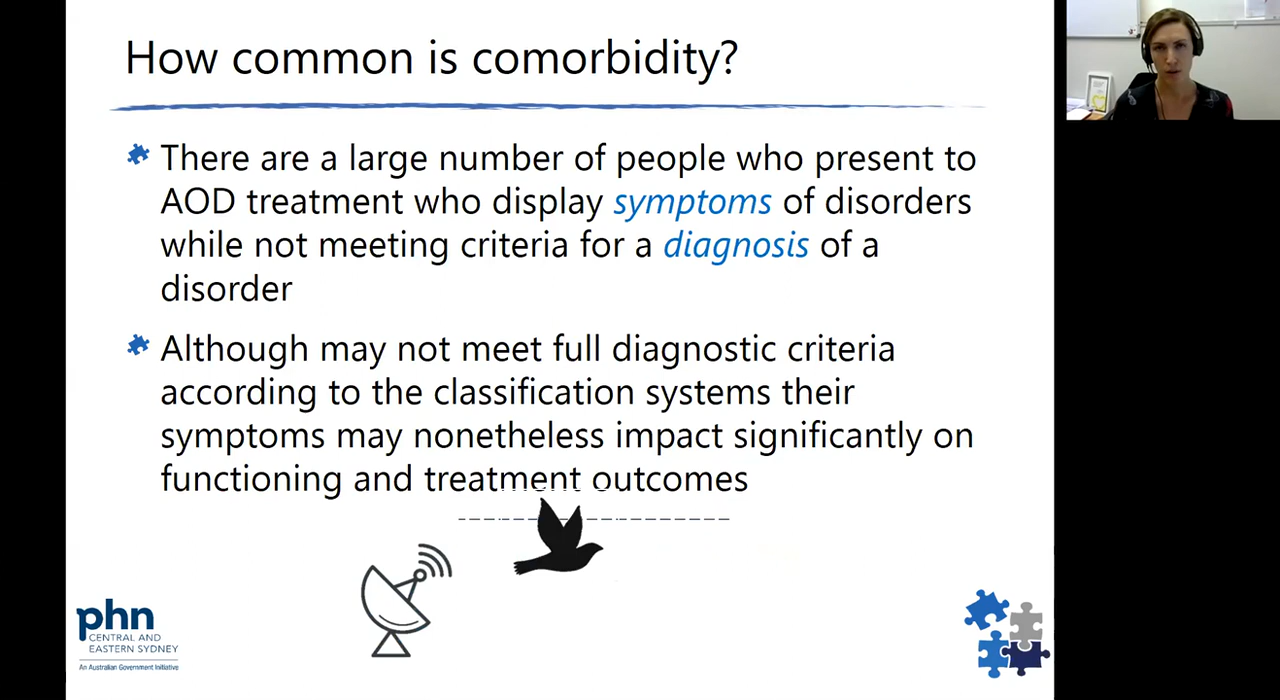 How common is comorbidity?
There are a large number of people who present to
AOD treatment who display symptoms of disorders
while not meeting criteria for a diagnosis of a
disorder
Although may not meet full diagnostic criteria
according to the classification systems their
symptoms may nonetheless impact significantly on
functioning and treatment outcomes
phn
CENTRAL AND
EASTERN SYDNEY
An Australian Government Initiative